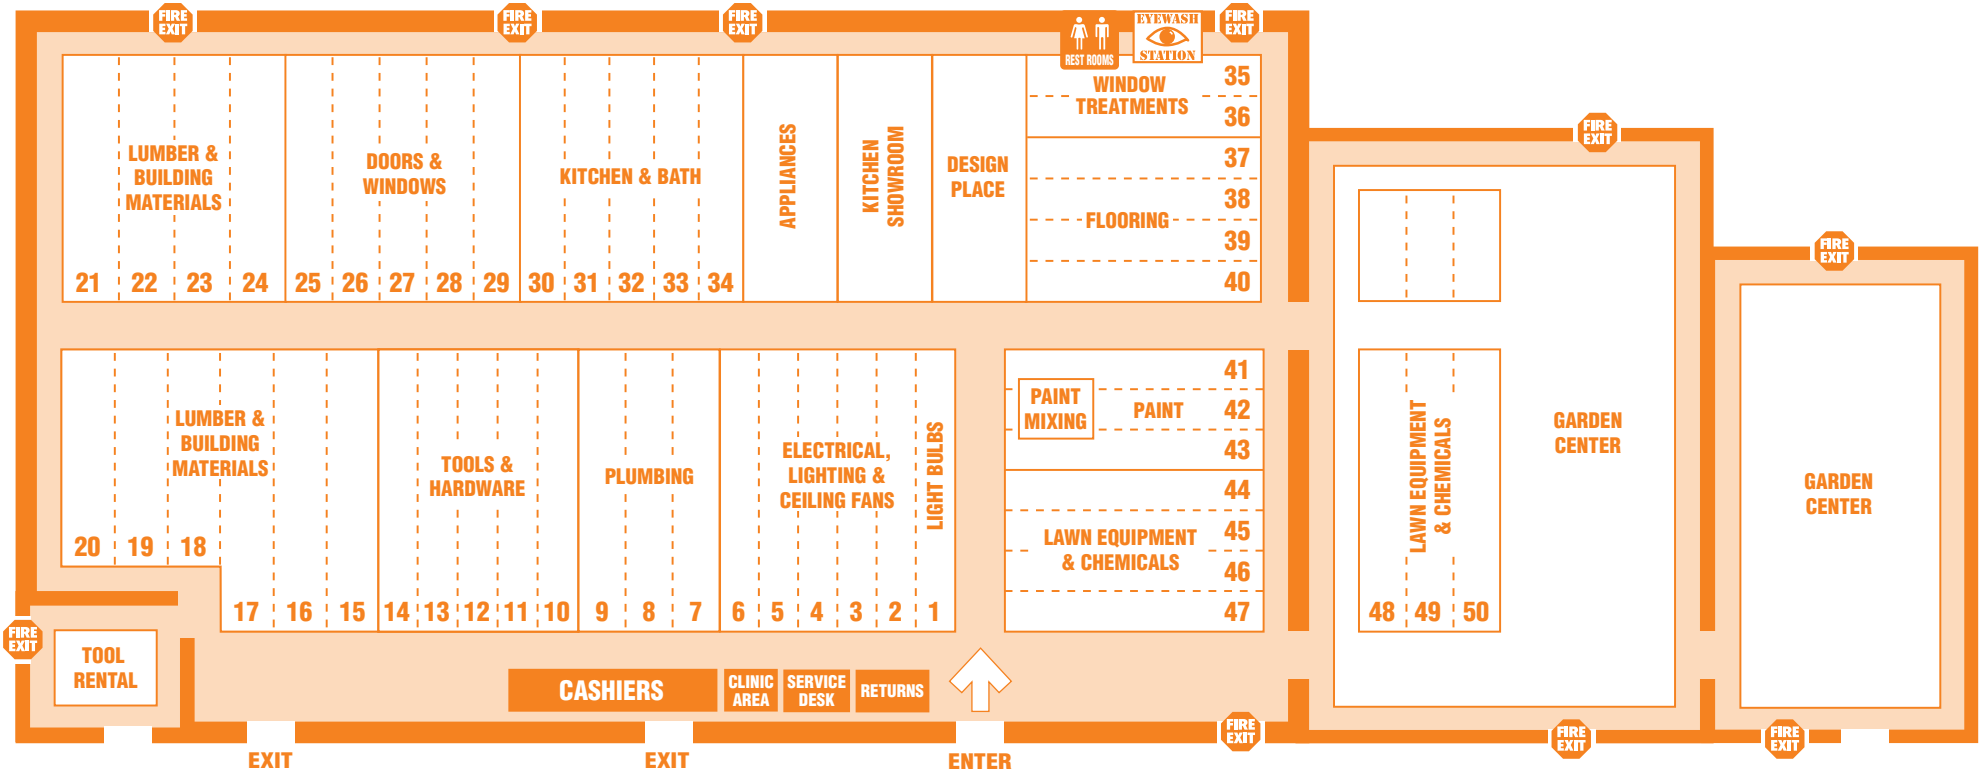 FIRE
EXIT
FIRE
EXIT
FIRE
EXIT
REST ROOMS
EYEWASH
STATION
FIRE
EXIT
LUMBER &
BUILDING
MATERIALS
21 22 23 24
DOORS &
WINDOWS
25 26 27 28 29
KITCHEN & BATH
30 31 32 33 34
APPLIANCES
KITCHEN
SHOWROOM
DESIGN
PLACE
WINDOW
TREATMENTS
35
36
FLOORING
37
38
39
40
FIRE
EXIT
FIRE
EXIT
LUMBER &
BUILDING
MATERIALS
20 19 18
17 16 15
TOOLS &
HARDWARE
14 13 12 11 10
PLUMBING
9 8 7
ELECTRICAL,
LIGHTING &
CEILING FANS
LIGHT BULBS
6 5 4 3 2 1
PAINT
MIXING
PAINT
41
42
43
LAWN EQUIPMENT
& CHEMICALS
44
45
46
47
LAWN EQUIPMENT
& CHEMICALS
48 49 50
GARDEN
CENTER
GARDEN
CENTER
FIRE
EXIT
TOOL
RENTAL
CASHIERS
CLINIC
AREA
SERVICE
DESK
RETURNS
FIRE
EXIT
FIRE
EXIT
FIRE
EXIT
EXIT
EXIT
ENTER